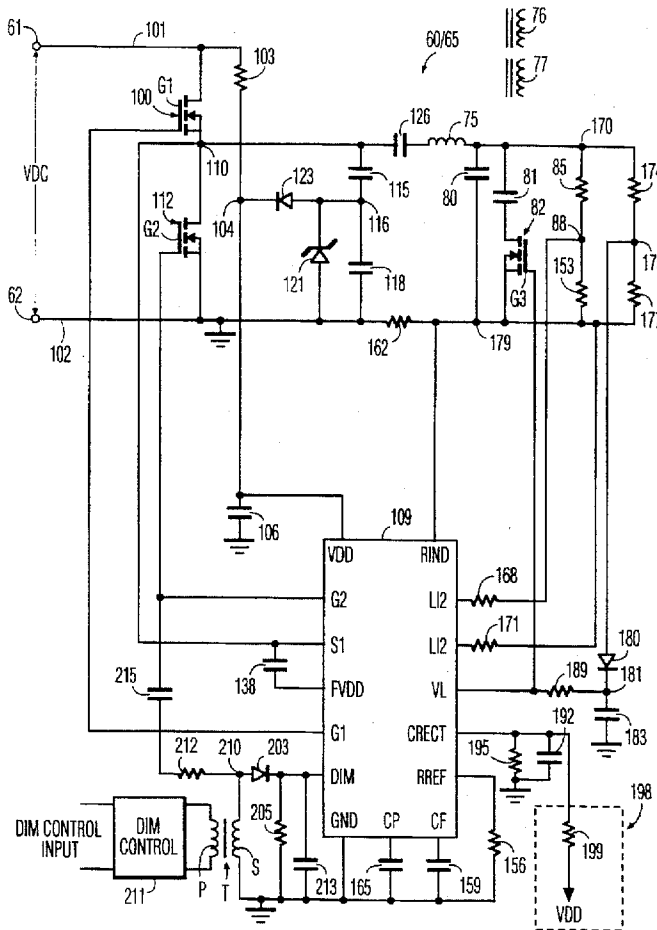 61
101
103
60/65
76
77
G1
100
126
75
170
VDC
110
115
80
81
85
174
112
123
82
88
G2
104
116
121
118
G3
153
62
102
162
179
106
109
VDD
RIND
168
G2
LI2
171
S1
LI2
180
215
138
FVDD
VL
189
181
G1
CRECT
192
183
212
210
203
DIM
195
RREF
198
DIM CONTROL
INPUT
DIM
CONTROL
205
GND
CP
CF
156
199
P
T
S
211
213
165
159
VDD